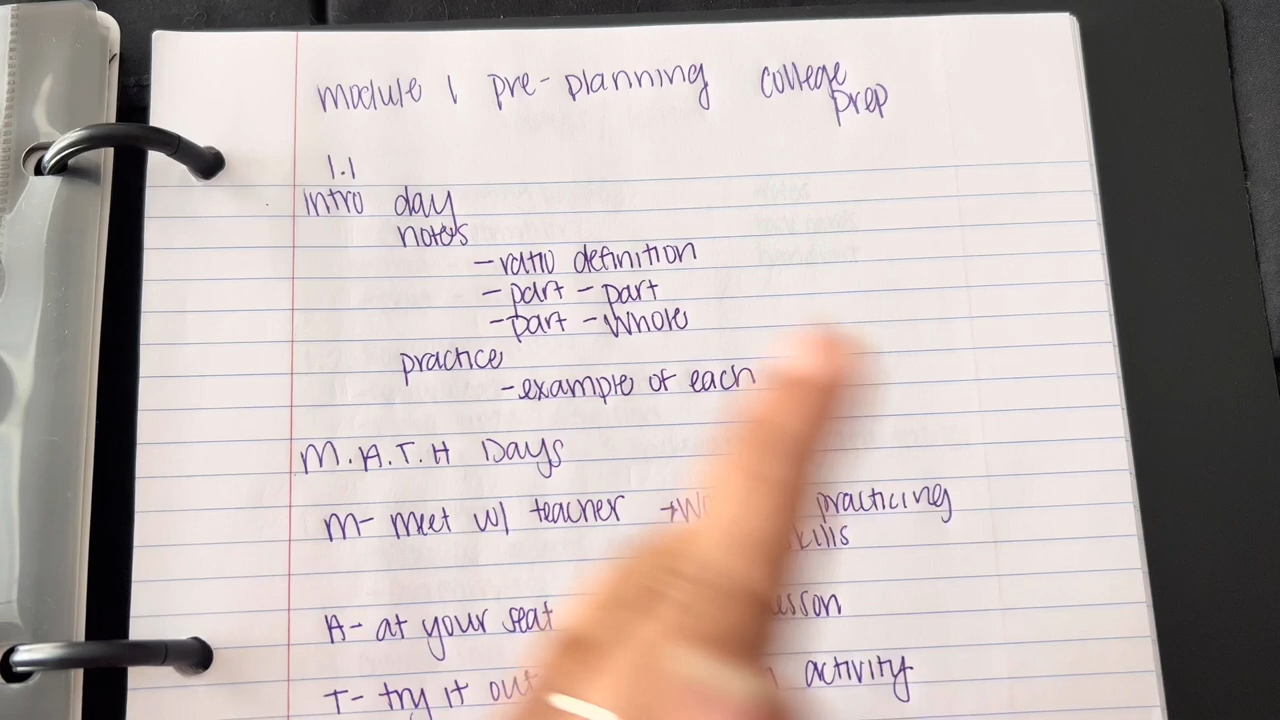 module 1 pre-planning college prep
1.1
intro day
notes
-ratio definition
-part-part
-part-whole
practice
-example of each
M.A.T.H Days
M- meet w/ teacher → practicing
skills
A- at your seat
T- try it out activity